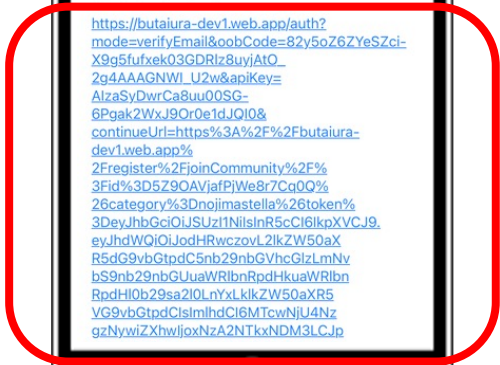 https://butaiura-dev1.web.app/auth?
mode=verifyEmail&oobCode=82y5oZ6ZYeSZci-
X9g5fufxek03GDRlz8uyjAtO_
2g4AAAGNWI_U2w&apiKey=
AIzaSyDwrCa8uu00SG-
6Pgak2WxJ9Or0e1dJQI0&
continueUrl=https%3A%2F%2Fbutaiura-
dev1.web.app%
2Fregister%2FjoinCommunity%2F%
3Fid%3D5Z9OAVjafPjWe8r7Cq0Q%
26category%3Dnojimastella%26token%
3DeyJhbGciOiJSUzI1NiIsInR5cCI6IkpXVCJ9.
eyJhdWQiOiJodHRwczovL2lkZW50aX
R5dG9vbGtpdC5nb29nbGVhcGlzLmNv
bS9nb29nbGUuaWRlbnRpdHkuaWRlbn
RpdHl0b29sa2l0LnYxLklkZW50aXR5
VG9vbGtpdCIsImlhdCI6MTcwNjU4Nz
gzNywiZXhwIjoxNzA2NTkxNDM3LCJp